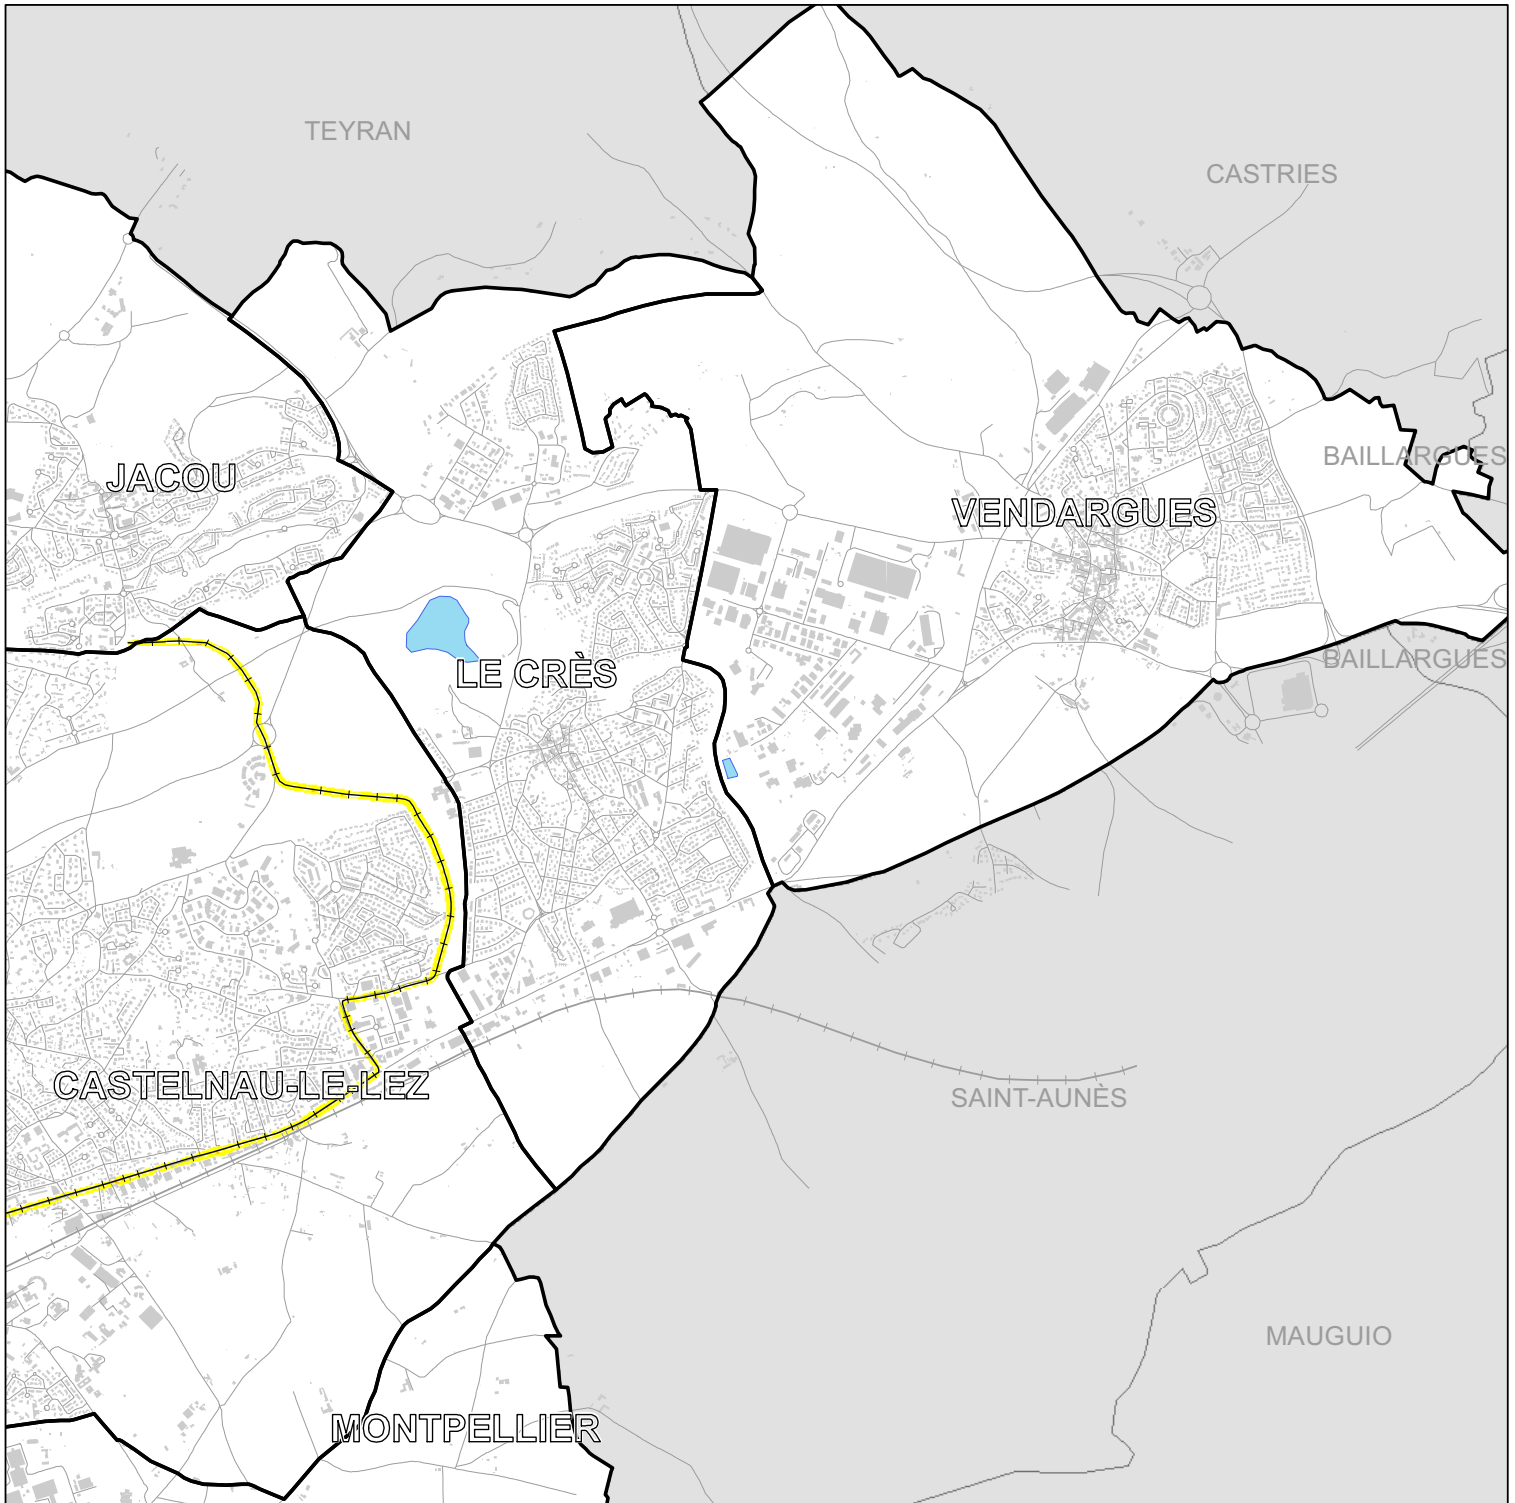 TEYRAN
CASTRIES
BAILLARGUES
JACOU
VENDARGUES
BAILLARGUES
LE CRÈS
CASTELNAU-LE-LEZ
SAINT-AUNÈS
MAUGUIO
MONTPELLIER